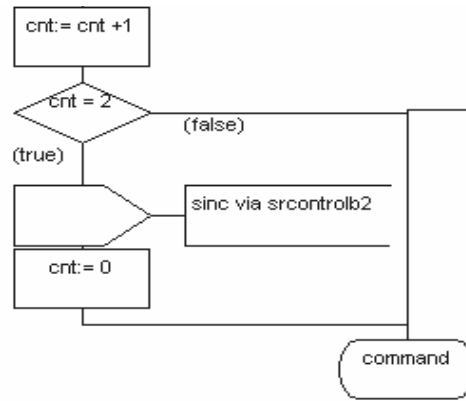 cnt:= cnt +1
cnt = 2
(false)
(true)
sinc via srcontrolb2
cnt:= 0
command